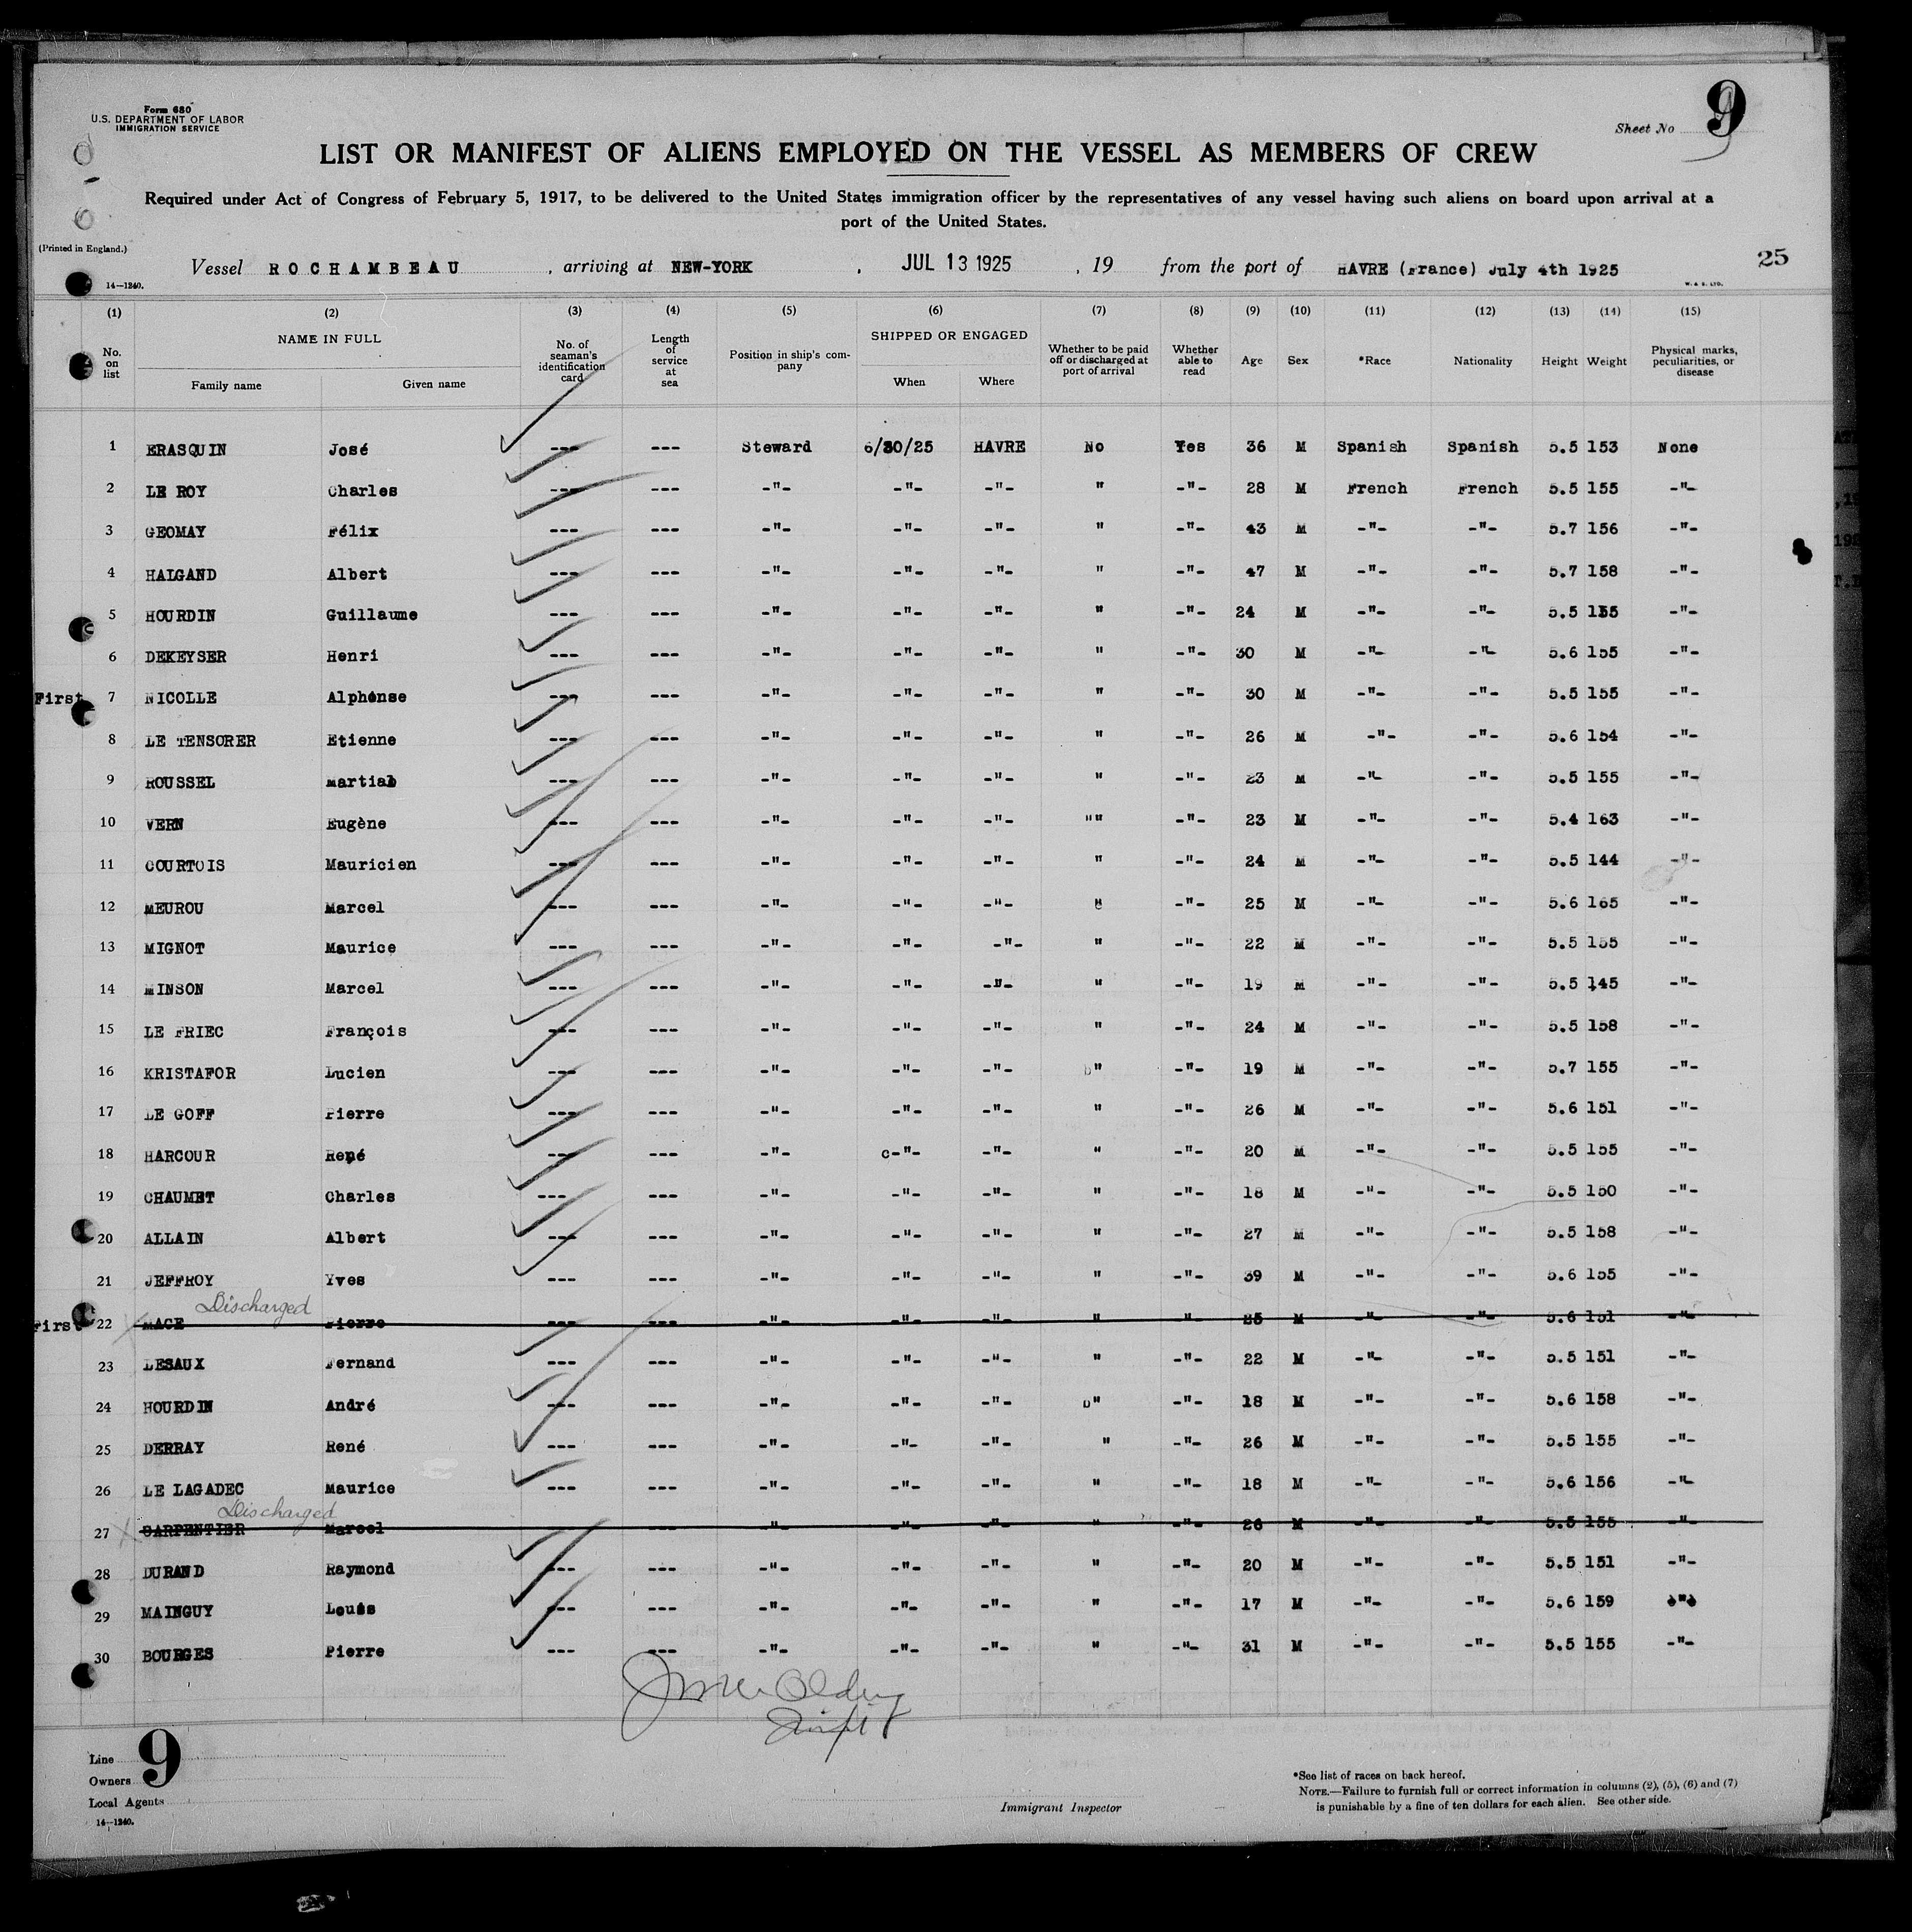 Form 680
U.S. DEPARTMENT OF LABOR
IMMIGRATION SERVICE
Sheet No 9
LIST OR MANIFEST OF ALIENS EMPLOYED ON THE VESSEL AS MEMBERS OF CREW
Required under Act of Congress of February 5, 1917, to be delivered to the United States immigration officer by the representatives of any vessel having such aliens on board upon arrival at a
port of the United States.
(Printed in England.)
Vessel ROCHAMBEAU, arriving at NEW-YORK, JUL 13 1925, 19 from the port of HAVRE (France) July 4th 1925 25
14—1240. W. & S. LTD.
(1) (2) (3) (4) (5) (6) (7) (8) (9) (10) (11) (12) (13) (14) (15)
No. on list NAME IN FULL Family name Given name No. of seaman's identification card Length of service at sea Position in ship's company SHIPPED OR ENGAGED When Where Whether to be paid off or discharged at port of arrival Whether able to read Age Sex *Race Nationality Height Weight Physical marks, peculiarities, or disease
1 ERASQUIN José --- --- Steward 6/30/25 HAVRE No Yes 36 M Spanish Spanish 5.5 153 None
2 LE ROY Charles --- --- -"- -"- -"- " -"- 28 M French French 5.5 155 -"-
3 GEOMAY Félix --- --- -"- -"- -"- " -"- 43 M -"- -"- 5.7 156 -"-
4 HALGAND Albert --- --- -"- -"- -"- " -"- 47 M -"- -"- 5.7 158 -"-
5 HOURDIN Guillaume --- --- -"- -"- -"- " -"- 24 M -"- -"- 5.5 155 -"-
6 DEKEYSER Henri --- --- -"- -"- -"- " -"- 30 M -"- -"- 5.6 155 -"-
First 7 NICOLLE Alphonse --- --- -"- -"- -"- " -"- 30 M -"- -"- 5.5 155 -"-
8 LE TENSORER Etienne --- --- -"- -"- -"- " -"- 26 M -"- -"- 5.6 154 -"-
9 ROUSSEL Martial --- --- -"- -"- -"- " -"- 23 M -"- -"- 5.5 155 -"-
10 VERN Eugène --- --- -"- -"- -"- "" -"- 23 M -"- -"- 5.4 163 -"-
11 COURTOIS Mauricien --- --- -"- -"- -"- " -"- 24 M -"- -"- 5.5 144 -"-
12 MEUROU Marcel --- --- -"- -"- -"- " -"- 25 M -"- -"- 5.6 165 -"-
13 MIGNOT Maurice --- --- -"- -"- -"- " -"- 22 M -"- -"- 5.5 155 -"-
14 MINSON Marcel --- --- -"- -"- -"- " -"- 19 M -"- -"- 5.5 145 -"-
15 LE FRIEC François --- --- -"- -"- -"- " -"- 24 M -"- -"- 5.5 158 -"-
16 KRISTAFOR Lucien --- --- -"- -"- -"- " -"- 19 M -"- -"- 5.7 155 -"-
17 LE GOFF Pierre --- --- -"- -"- -"- " -"- 26 M -"- -"- 5.6 151 -"-
18 HARCOUR René --- --- -"- c-"- -"- " -"- 20 M -"- -"- 5.5 155 -"-
19 CHAUMET Charles --- --- -"- -"- -"- " -"- 18 M -"- -"- 5.5 150 -"-
20 ALLAIN Albert --- --- -"- -"- -"- " -"- 27 M -"- -"- 5.5 158 -"-
21 JEFFROY Yves --- --- -"- -"- -"- " -"- 39 M -"- -"- 5.6 155 -"-
Discharged
First 22 MACE Pierre --- --- -"- -"- -"- " -"- 25 M -"- -"- 5.6 151 -"-
23 LESAUX Fernand --- --- -"- -"- -"- " -"- 22 M -"- -"- 5.5 151 -"-
24 HOURDIN André --- --- -"- -"- -"- " -"- 18 M -"- -"- 5.6 158 -"-
25 DERRAY René --- --- -"- -"- -"- " -"- 26 M -"- -"- 5.5 155 -"-
26 LE LAGADEC Maurice --- --- -"- -"- -"- " -"- 18 M -"- -"- 5.6 156 -"-
Discharged
27 CARPENTIER Marcel --- --- -"- -"- -"- " -"- 26 M -"- -"- 5.5 155 -"-
28 DURAND Raymond --- --- -"- -"- -"- " -"- 20 M -"- -"- 5.5 151 -"-
29 MAINGUY Louis --- --- -"- -"- -"- " -"- 17 M -"- -"- 5.6 159 -"-
30 BOURGES Pierre --- --- -"- -"- -"- " -"- 31 M -"- -"- 5.5 155 -"-
Line
Owners 9
Local Agents
14—1240.
Immigrant Inspector
*See list of races on back hereof.
NOTE.—Failure to furnish full or correct information in columns (2), (5), (6) and (7)
is punishable by a fine of ten dollars for each alien. See other side.